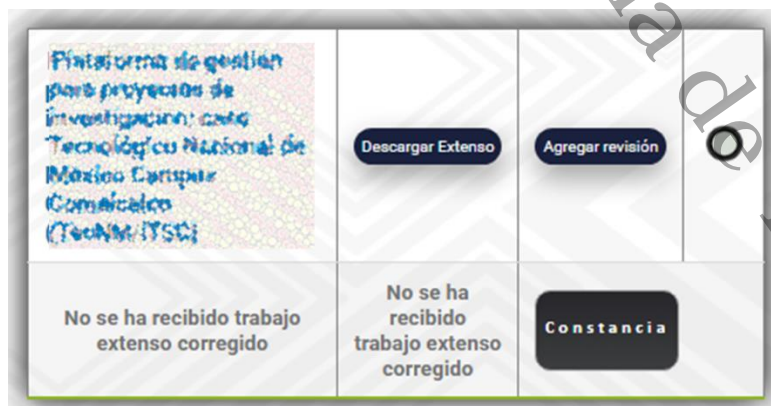 Plataforma de gestión
para proyectos de
investigación: caso
Tecnológico Nacional de
México Campus
Comalcalco
(TecNM/ITSC)
Descargar Extenso
Agregar revisión
No se ha recibido trabajo
extenso corregido
No se ha
recibido
trabajo extenso
corregido
Constancia